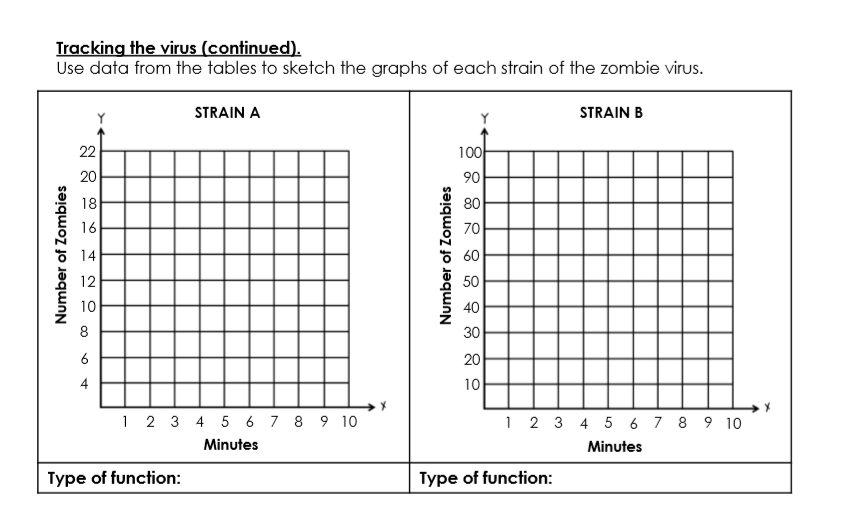 Tracking the virus (continued).
Use data from the tables to sketch the graphs of each strain of the zombie virus.
STRAIN A
Y
Number of Zombies
22
20
18
16
14
12
10
8
6
4
1 2 3 4 5 6 7 8 9 10
X
Minutes
Type of function:
STRAIN B
Y
Number of Zombies
100
90
80
70
60
50
40
30
20
10
1 2 3 4 5 6 7 8 9 10
X
Minutes
Type of function: